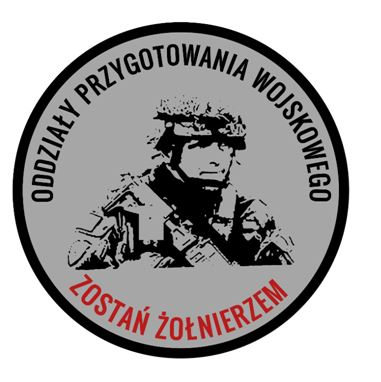 ODDZIAŁY PRZYGOTOWANIA WOJSKOWEGO
ZOSTAŃ ŻOŁNIERZEM